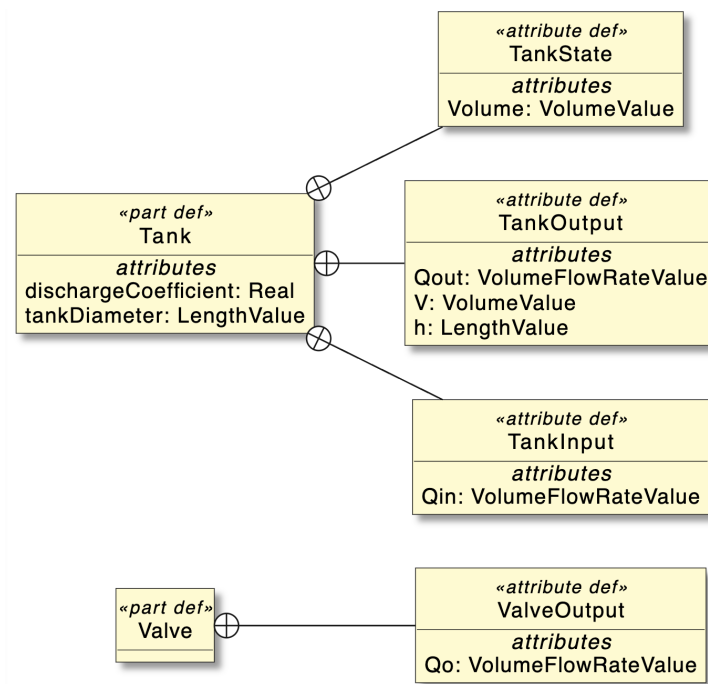 «attribute def»
TankState
attributes
Volume: VolumeValue
«part def»
Tank
attributes
dischargeCoefficient: Real
tankDiameter: LengthValue
«attribute def»
TankOutput
attributes
Qout: VolumeFlowRateValue
V: VolumeValue
h: LengthValue
«attribute def»
TankInput
attributes
Qin: VolumeFlowRateValue
«part def»
Valve
«attribute def»
ValveOutput
attributes
Qo: VolumeFlowRateValue